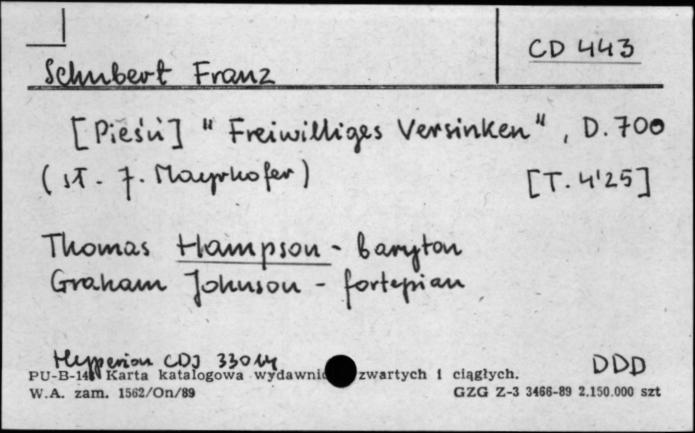 CD 443
Schubert Franz
[Pieśń] "Freiwilliges Versinken", D. 700
(sł. J. Mayrhofer) [T. 4'25]
Thomas Hampson - baryton
Graham Johnson - fortepian
Hyperion CDJ 33014 DDD
PU-B-148 Karta katalogowa zwartych i ciągłych.
W.A. zam. 1562/On/89 GZG Z-3 3466-89 2.150.000 szt